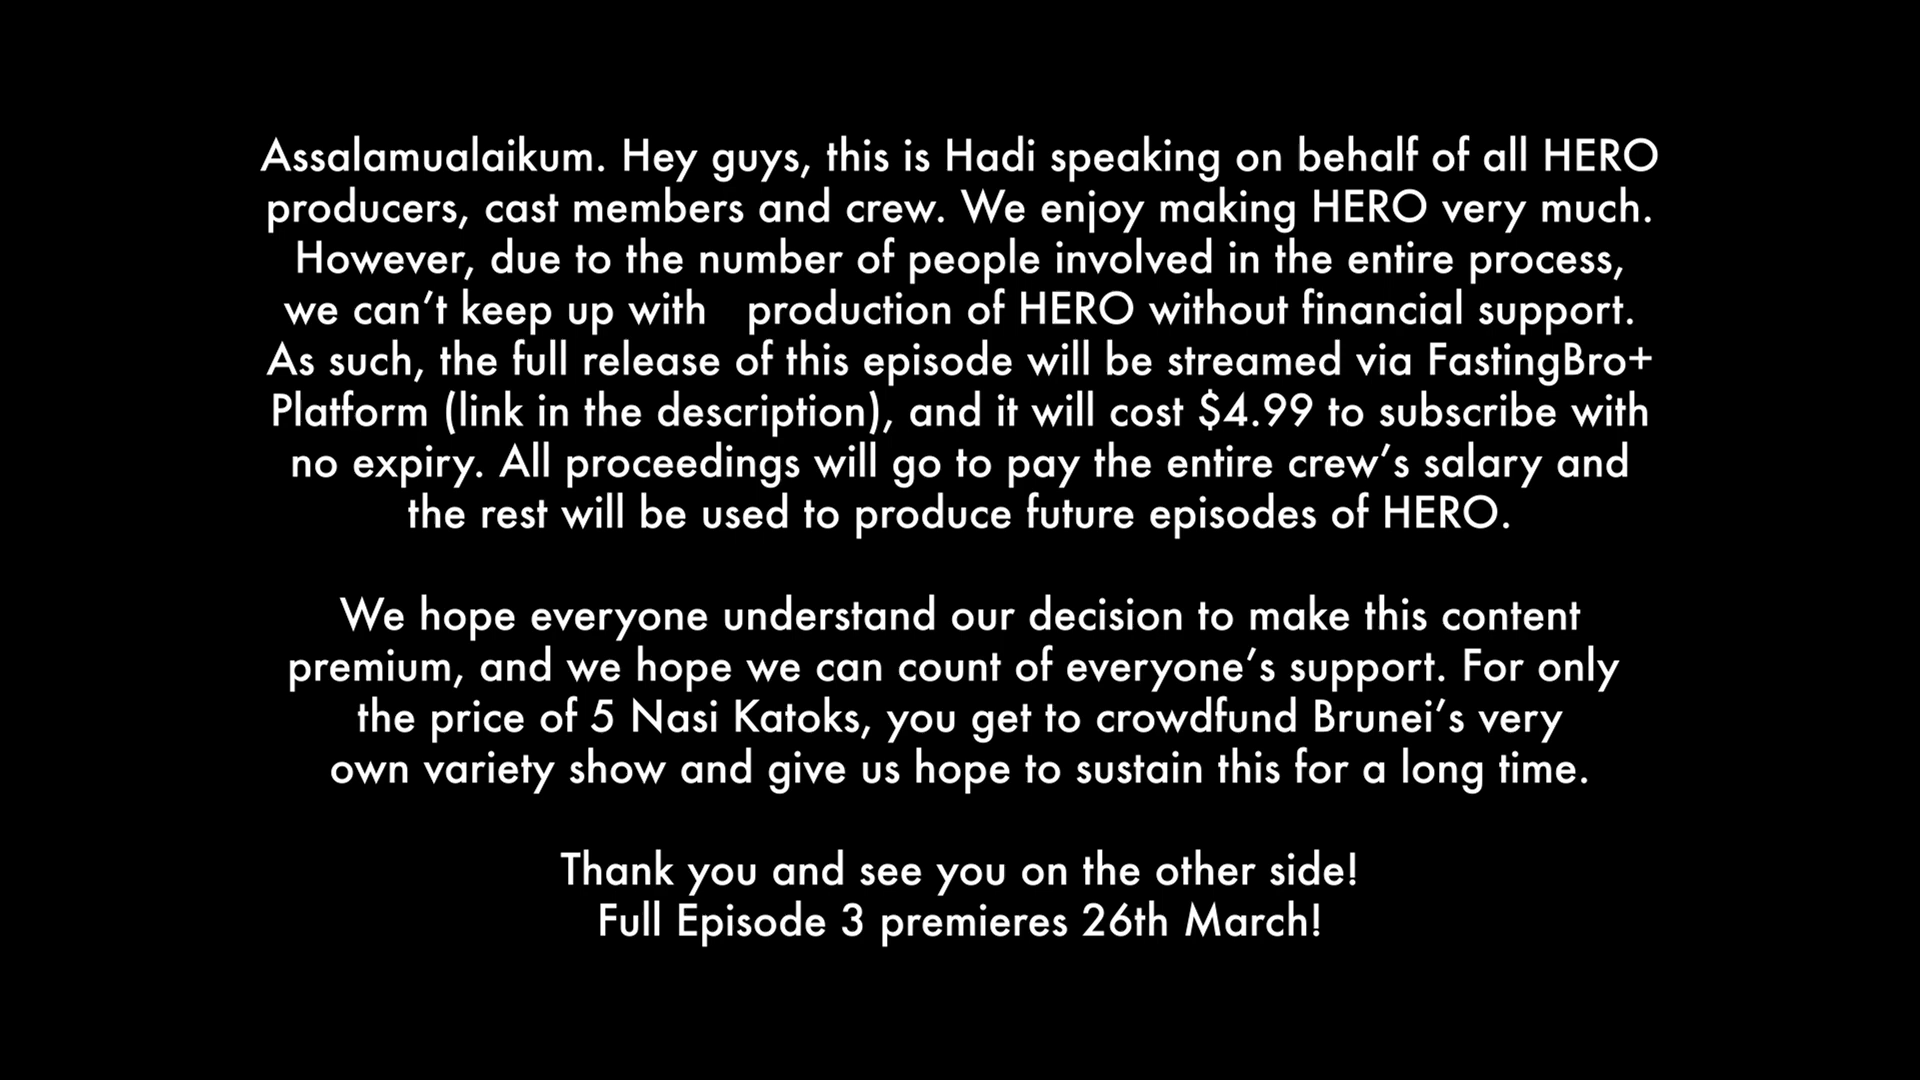 Assalamualaikum. Hey guys, this is Hadi speaking on behalf of all HERO
producers, cast members and crew. We enjoy making HERO very much.
However, due to the number of people involved in the entire process,
we can’t keep up with   production of HERO without financial support.
As such, the full release of this episode will be streamed via FastingBro+
Platform (link in the description), and it will cost $4.99 to subscribe with
no expiry. All proceedings will go to pay the entire crew’s salary and
the rest will be used to produce future episodes of HERO.

We hope everyone understand our decision to make this content
premium, and we hope we can count of everyone’s support. For only
the price of 5 Nasi Katoks, you get to crowdfund Brunei’s very
own variety show and give us hope to sustain this for a long time.

Thank you and see you on the other side!
Full Episode 3 premieres 26th March!